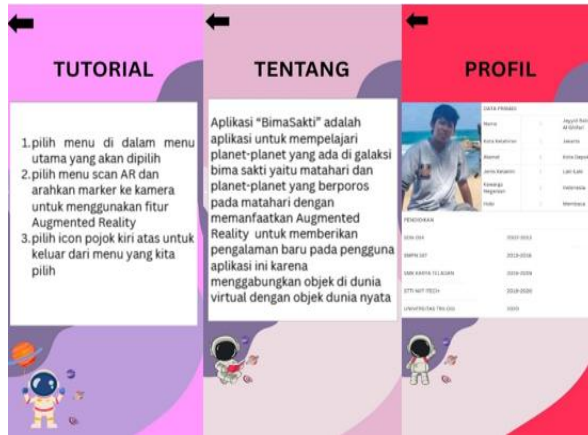 TUTORIAL
1.pilih menu di dalam menu
utama yang akan dipilih
2.pilih menu scan AR dan
arahkan marker ke kamera
untuk menggunakan fitur
Augmented Reality
3.pilih icon pojok kiri atas untuk
keluar dari menu yang kita
pilih
TENTANG
Aplikasi “BimaSakti” adalah
aplikasi untuk mempelajari
planet-planet yang ada di galaksi
bima sakti yaitu matahari dan
planet-planet yang berporos
pada matahari dengan
memanfaatkan Augmented
Reality untuk memberikan
pengalaman baru pada pengguna
aplikasi ini karena
menggabungkan objek di dunia
virtual dengan objek dunia nyata
PROFIL
DATA PRIBADI
Nama :
Kota Kelahiran : Jakarta
Alamat : Kota Depok
Jenis Kelamin : Laki-Laki
Kewarga
Negaraan : Indonesia
Hobi : Membaca
PENDIDIKAN